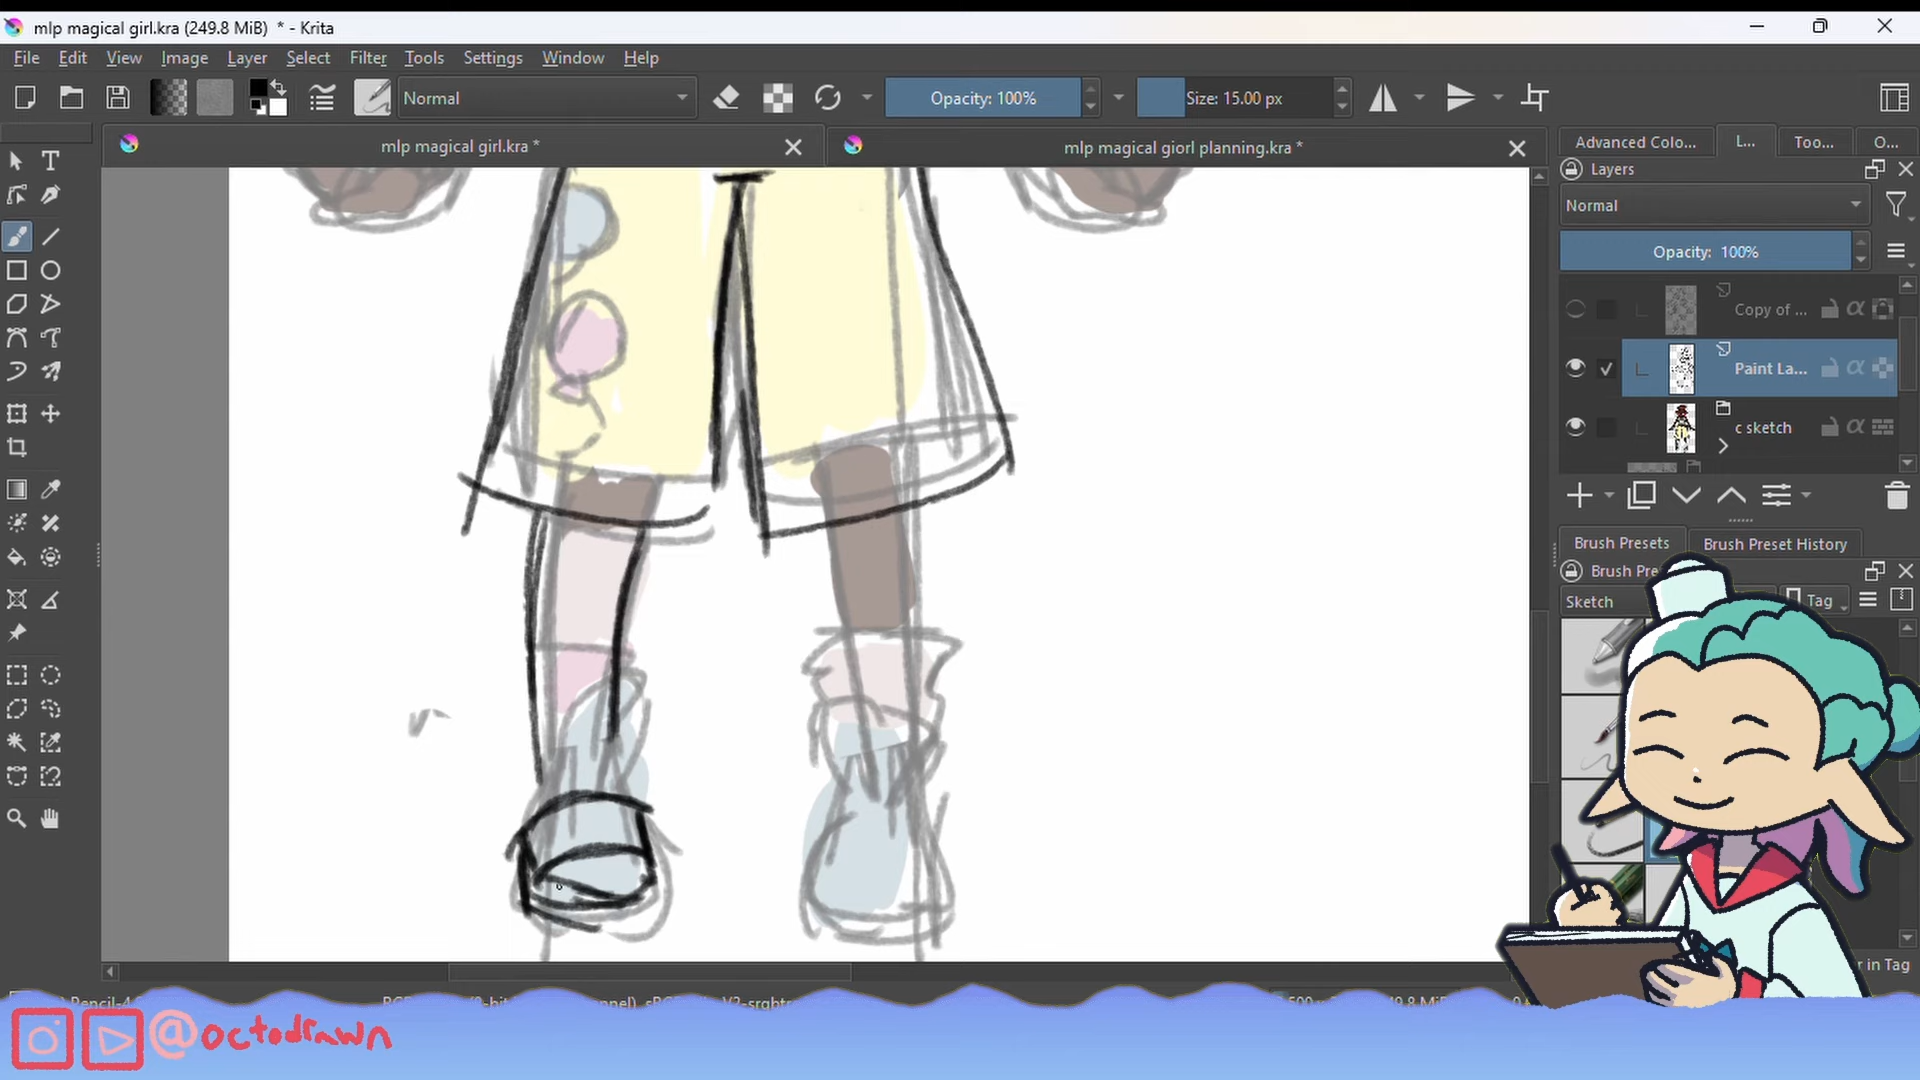 mlp magical girl.kra (249.8 MiB) * - Krita
File Edit View Image Layer Select Filter Tools Settings Window Help
Normal Opacity: 100% Size: 15.00 px
mlp magical girl.kra * mlp magical giorl planning.kra *
Advanced Colo... L... Too... O...
Layers
Normal
Opacity: 100%
Copy of ...
Paint La...
c sketch
Brush Presets Brush Preset History
Brush Pre
Sketch Tag
in Tag
@octodrawn